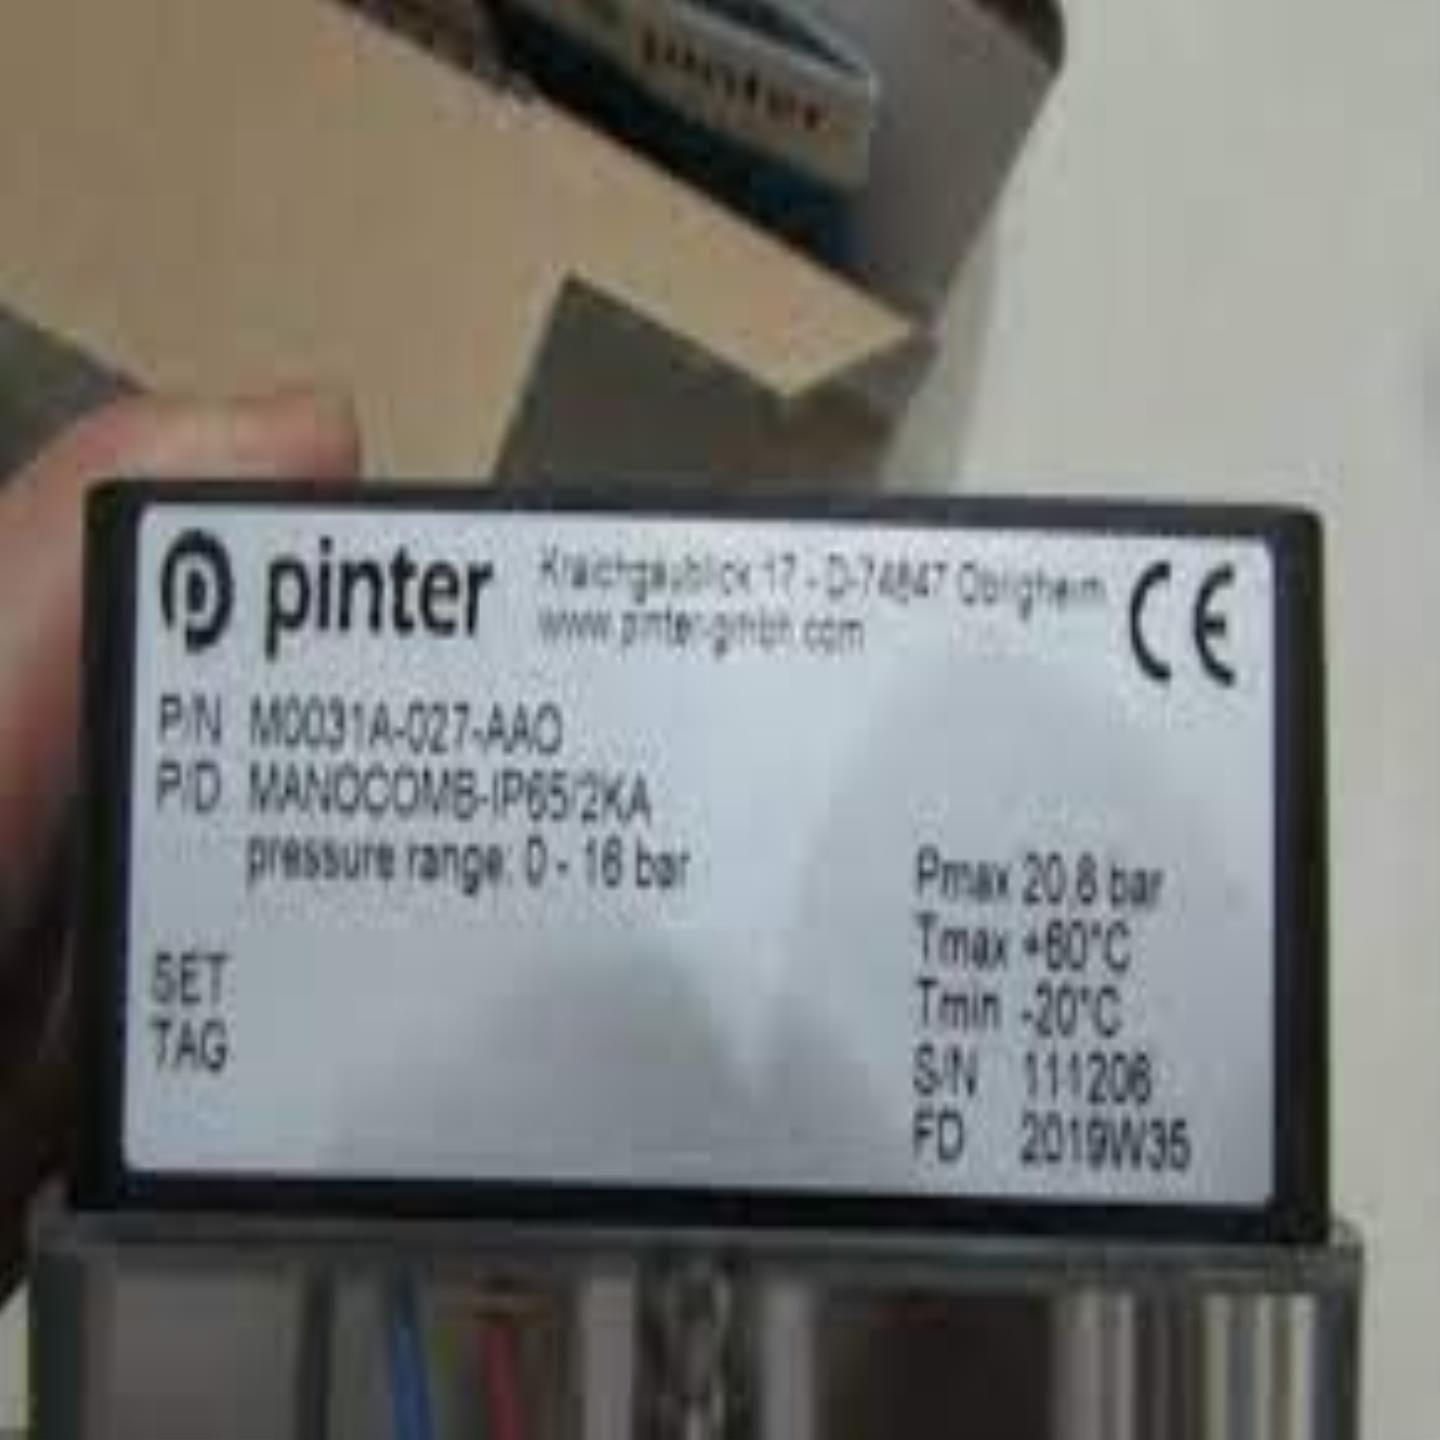 pinter
pinter Kraichgaublick 17 - D-74847 Obrigheim CE
www.pinter-gmbh.com
P/N M0031A-027-AAO
P/D MANOCOMB-IP65/2KA
pressure range: 0 - 16 bar
Pmax 20,8 bar
Tmax +60°C
SET
Tmin -20°C
TAG
S/N 111206
FD 2019W35